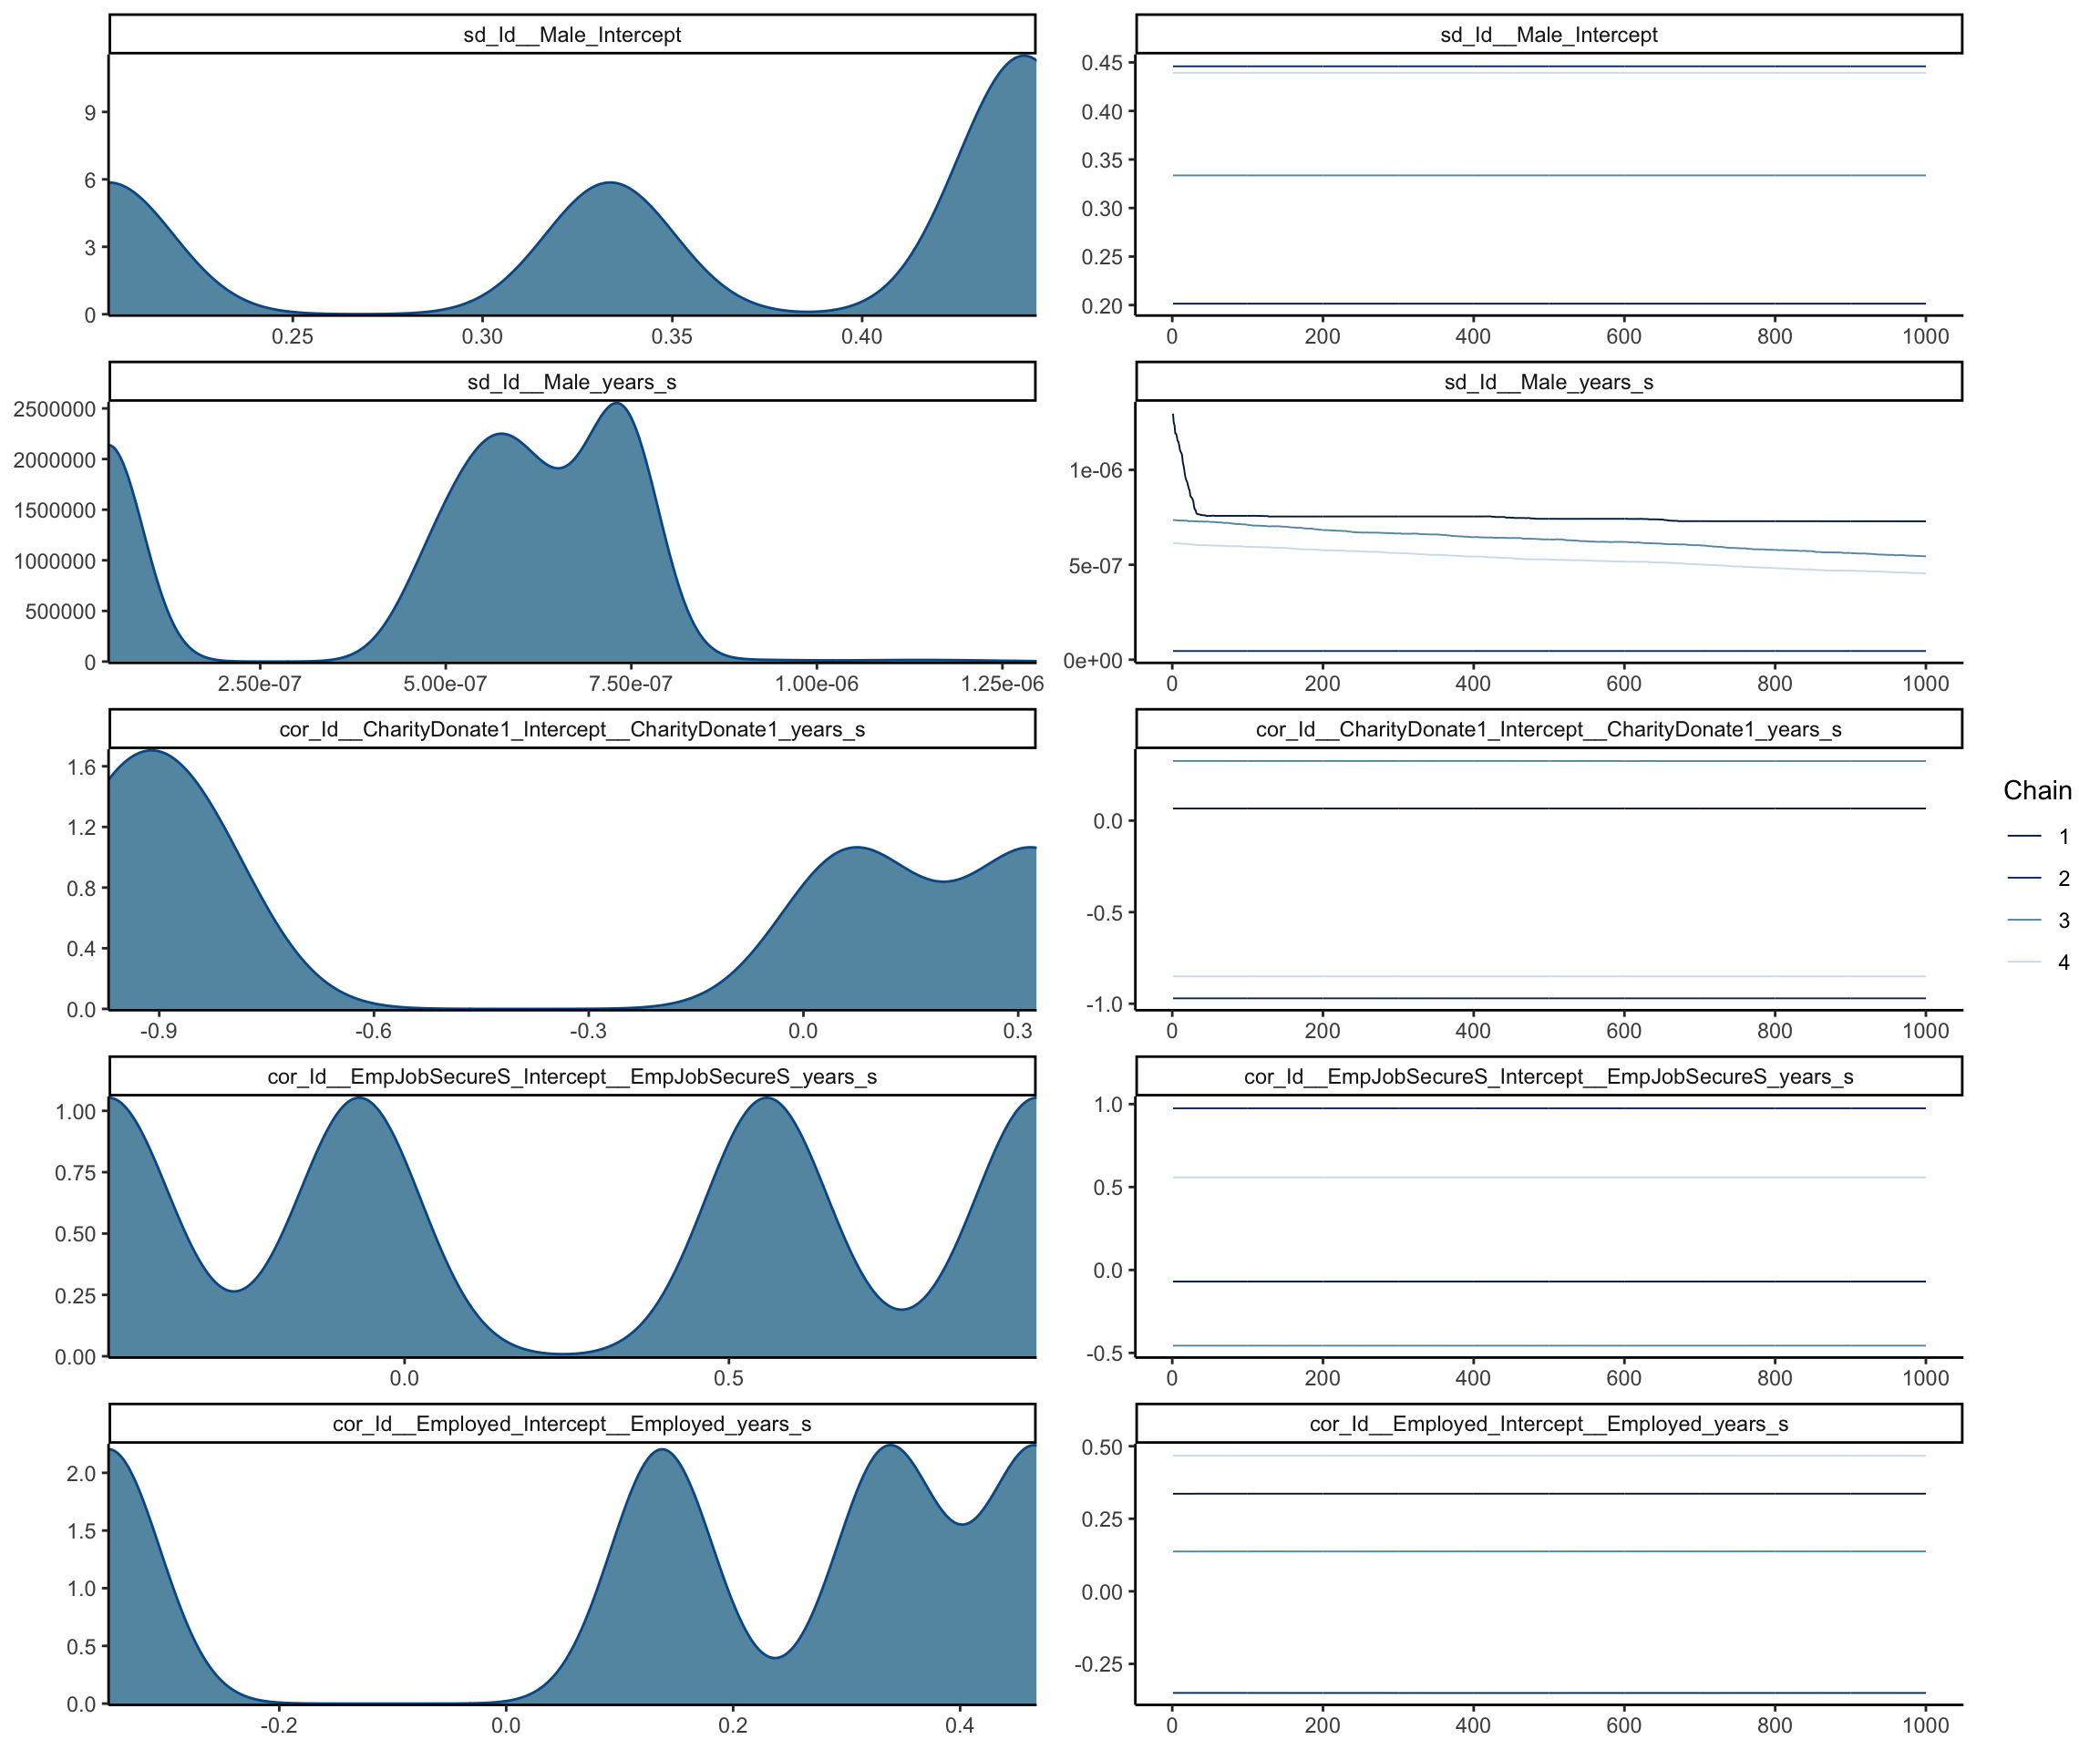 sd_Id__Male_Intercept
9
6
3
0
0.25 0.30 0.35 0.40
sd_Id__Male_Intercept
0.45
0.40
0.35
0.30
0.25
0.20
0 200 400 600 800 1000
sd_Id__Male_years_s
2500000
2000000
1500000
1000000
500000
0
2.50e-07 5.00e-07 7.50e-07 1.00e-06 1.25e-06
sd_Id__Male_years_s
1e-06
5e-07
0e+00
0 200 400 600 800 1000
cor_Id__CharityDonate1_Intercept__CharityDonate1_years_s
1.6
1.2
0.8
0.4
0.0
-0.9 -0.6 -0.3 0.0 0.3
cor_Id__CharityDonate1_Intercept__CharityDonate1_years_s
0.0
-0.5
-1.0
0 200 400 600 800 1000
cor_Id__EmpJobSecureS_Intercept__EmpJobSecureS_years_s
1.00
0.75
0.50
0.25
0.00
0.0 0.5
cor_Id__EmpJobSecureS_Intercept__EmpJobSecureS_years_s
1.0
0.5
0.0
-0.5
0 200 400 600 800 1000
cor_Id__Employed_Intercept__Employed_years_s
2.0
1.5
1.0
0.5
0.0
-0.2 0.0 0.2 0.4
cor_Id__Employed_Intercept__Employed_years_s
0.50
0.25
0.00
-0.25
0 200 400 600 800 1000
Chain
1
2
3
4